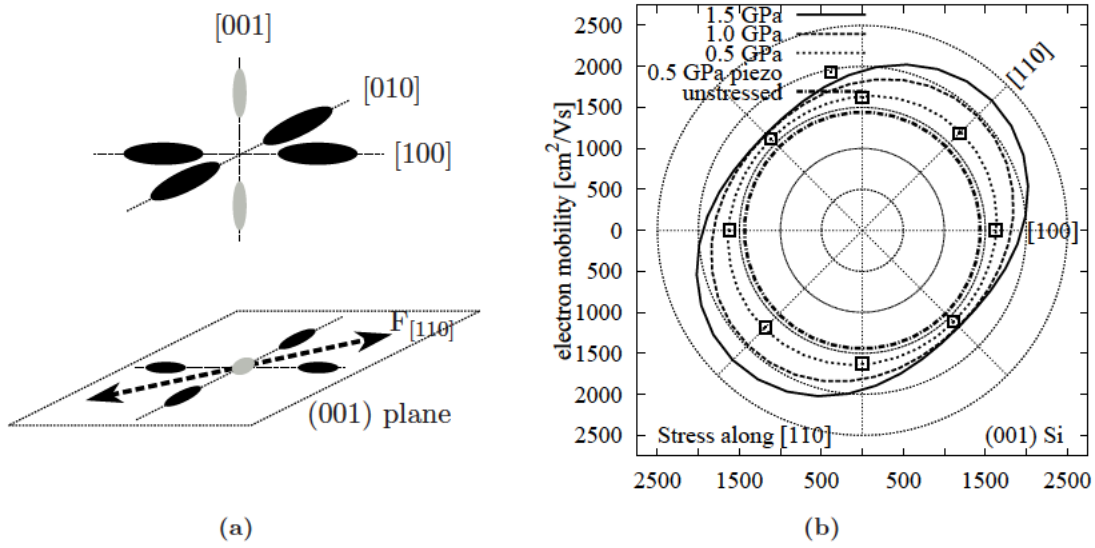 [001]
[010]
[100]
F[110]
(001) plane
(a)
electron mobility [cm²/Vs]
2500
2000
1500
1000
500
0
500
1000
1500
2000
2500
1.5 GPa
1.0 GPa
0.5 GPa
0.5 GPa piezo
unstressed
[110]
[100]
Stress along [110]
(001) Si
2500
1500
500
500
1500
2500
(b)